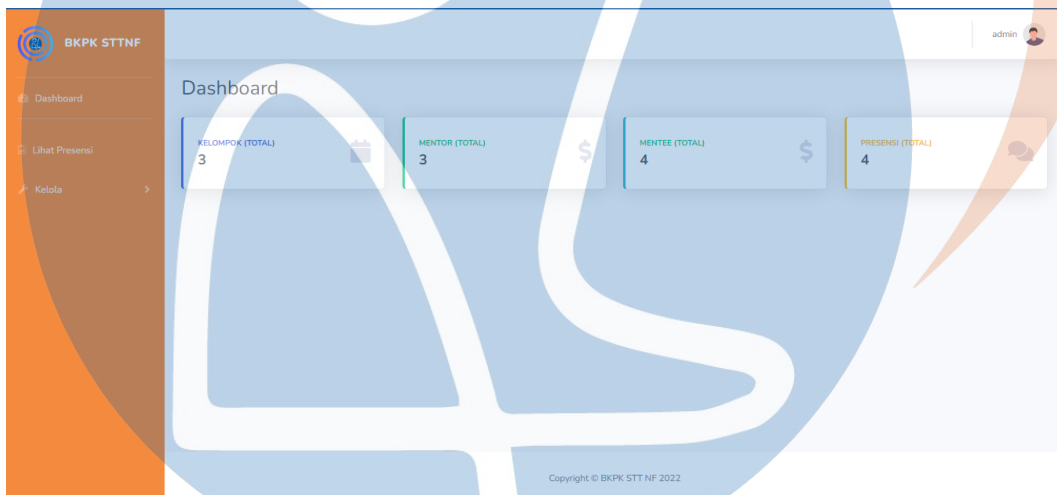 BKPK STTNF
admin
Dashboard
Lihat Presensi
Kelola
Dashboard
KELOMPOK (TOTAL)
3
MENTOR (TOTAL)
3
MENTEE (TOTAL)
4
PRESENSI (TOTAL)
4
Copyright © BKPK STT NF 2022